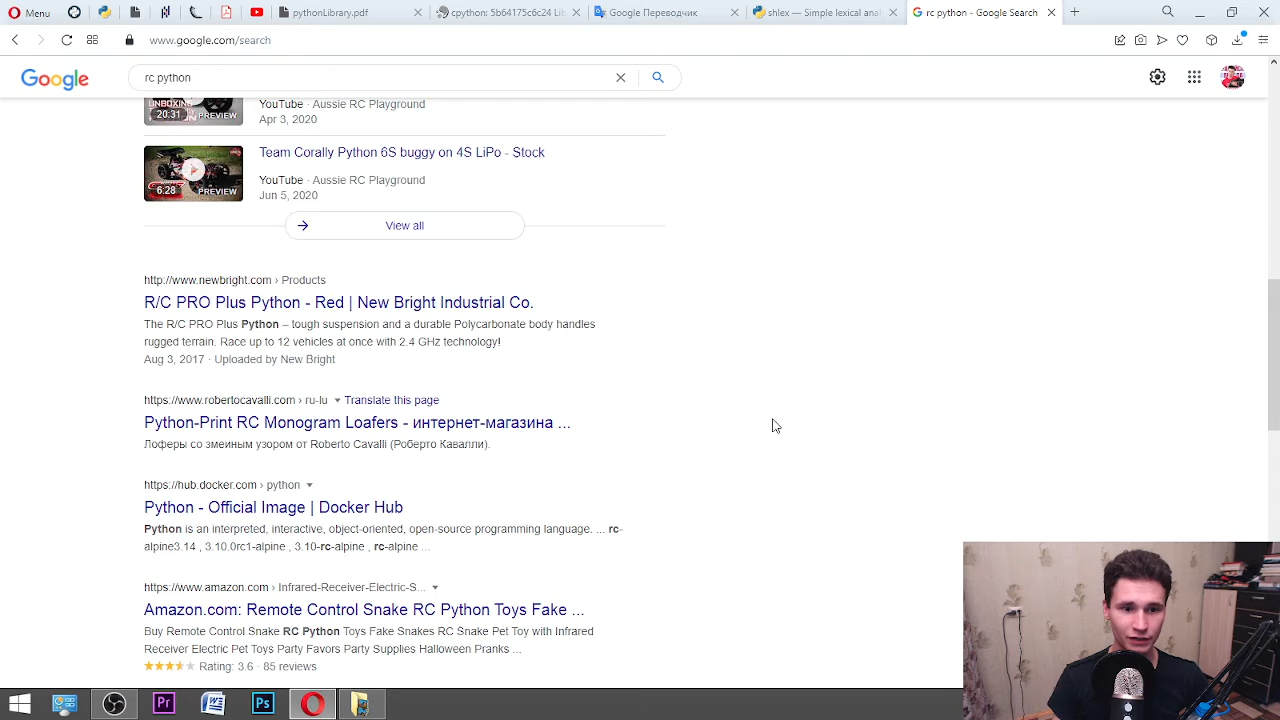 Menu
pythonLibrary.pdf
cpython: 5b64175c6c24 Lib
Google Переводчик
shlex — Simple lexical anal
rc python - Google Search
www.google.com/search
Google
rc python
UNBOXING
20:31
PREVIEW
YouTube · Aussie RC Playground
Apr 3, 2020
Team Corally Python 6S buggy on 4S LiPo - Stock
6:28
PREVIEW
YouTube · Aussie RC Playground
Jun 5, 2020
View all
http://www.newbright.com › Products
R/C PRO Plus Python - Red | New Bright Industrial Co.
The R/C PRO Plus Python – tough suspension and a durable Polycarbonate body handles
rugged terrain. Race up to 12 vehicles at once with 2.4 GHz technology!
Aug 3, 2017 · Uploaded by New Bright
https://www.robertocavalli.com › ru-lu Translate this page
Python-Print RC Monogram Loafers - интернет-магазина ...
Лоферы со змеиным узором от Roberto Cavalli (Роберто Кавалли).
https://hub.docker.com › python
Python - Official Image | Docker Hub
Python is an interpreted, interactive, object-oriented, open-source programming language. ... rc-
alpine3.14 , 3.10.0rc1-alpine , 3.10-rc-alpine , rc-alpine ...
https://www.amazon.com › Infrared-Receiver-Electric-S...
Amazon.com: Remote Control Snake RC Python Toys Fake ...
Buy Remote Control Snake RC Python Toys Fake Snakes RC Snake Pet Toy with Infrared
Receiver Electric Pet Toys Party Favors Party Supplies Halloween Pranks ...
Rating: 3.6 · 85 reviews
Pr
Ps